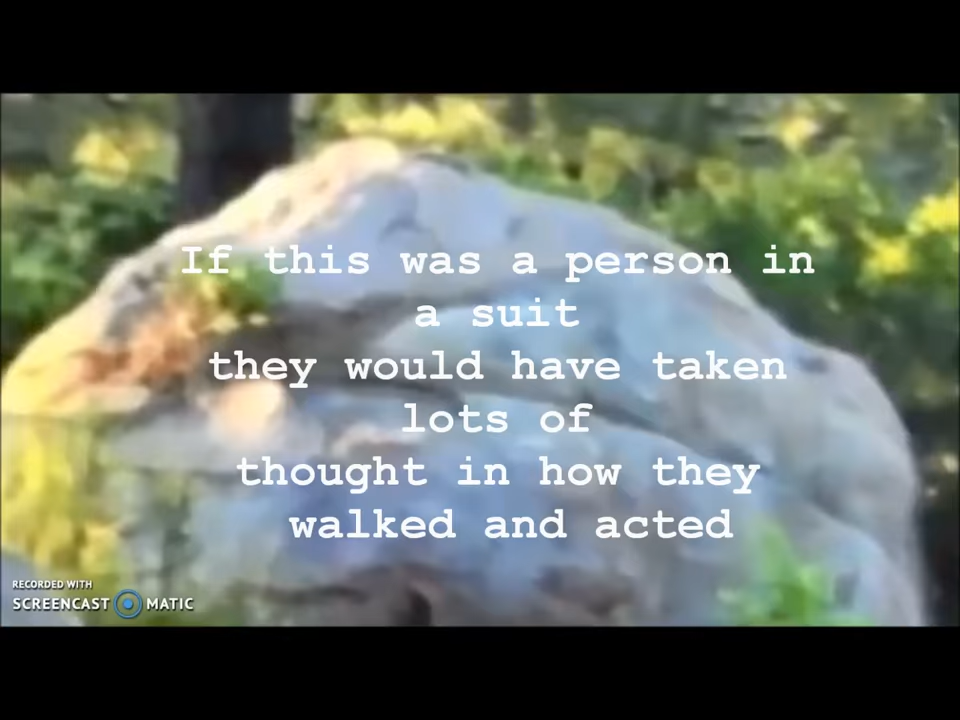 If this was a person in
a suit
they would have taken
lots of
thought in how they
walked and acted
RECORDED WITH
SCREENCAST MATIC